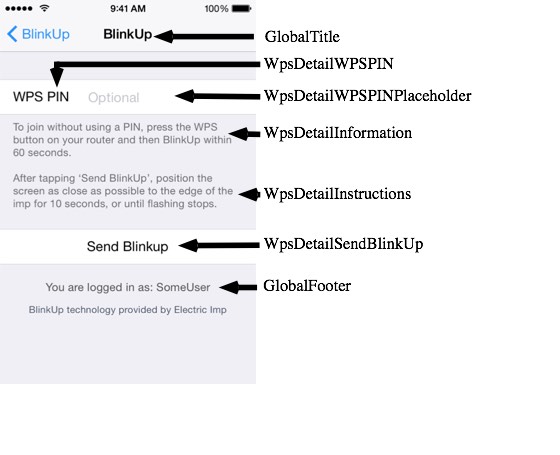 9:41 AM 100%
BlinkUp BlinkUp GlobalTitle
WpsDetailWPSPIN
WPS PIN Optional WpsDetailWPSPINPlaceholder
To join without using a PIN, press the WPS
button on your router and then BlinkUp within
60 seconds.
WpsDetailInformation
After tapping ‘Send BlinkUp’, position the
screen as close as possible to the edge of the
imp for 10 seconds, or until flashing stops.
WpsDetailInstructions
Send Blinkup WpsDetailSendBlinkUp
You are logged in as: SomeUser GlobalFooter
BlinkUp technology provided by Electric Imp